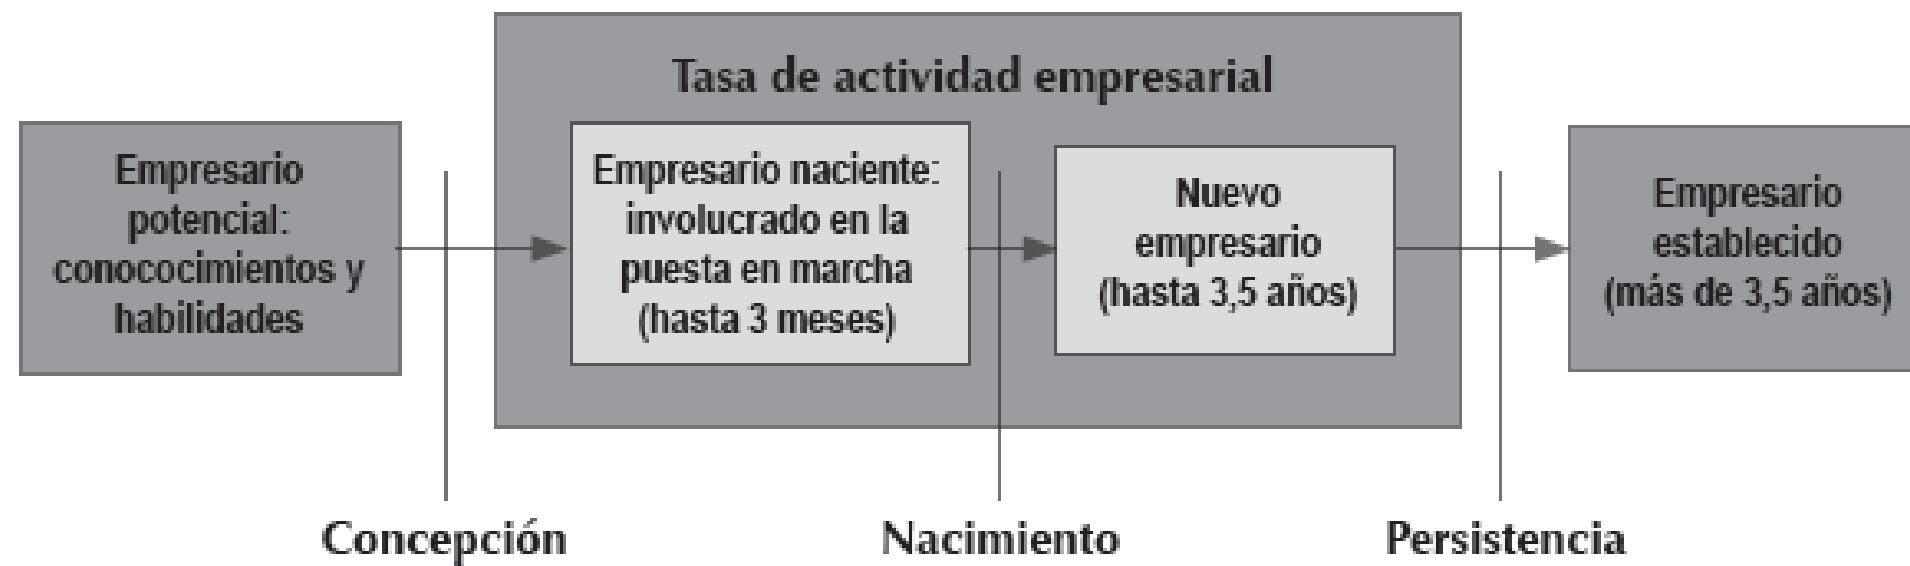 Tasa de actividad empresarial
Empresario
potencial:
conococimientos y
habilidades
Empresario naciente:
involucrado en la
puesta en marcha
(hasta 3 meses)
Nuevo
empresario
(hasta 3,5 años)
Empresario
establecido
(más de 3,5 años)
Concepción
Nacimiento
Persistencia